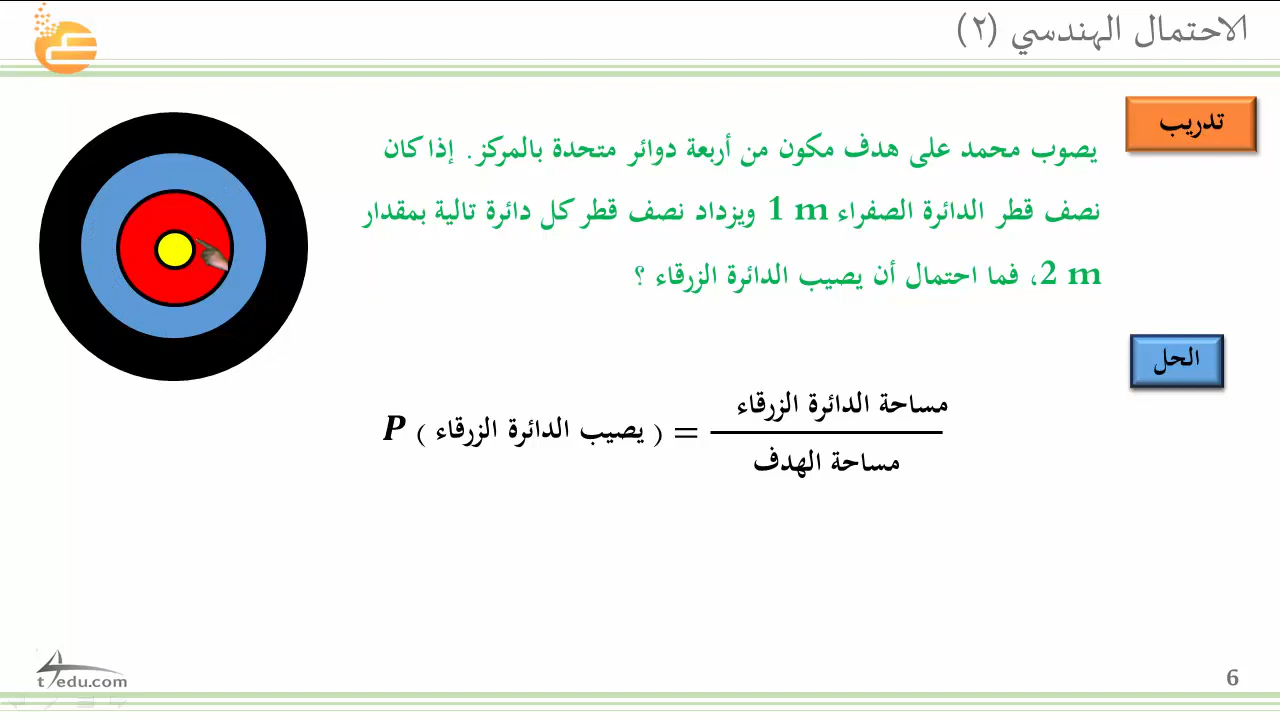 الاحتمال الهندسي (٢)
تدريب
يصوب محمد على هدف مكون من أربعة دوائر متحدة بالمركز. إذا كان
نصف قطر الدائرة الصفراء 1 m ويزداد نصف قطر كل دائرة تالية بمقدار
2 m، فما احتمال أن يصيب الدائرة الزرقاء ؟
الحل
مساحة الدائرة الزرقاء
P ( يصيب الدائرة الزرقاء ) =
مساحة الهدف
t4edu.com
6